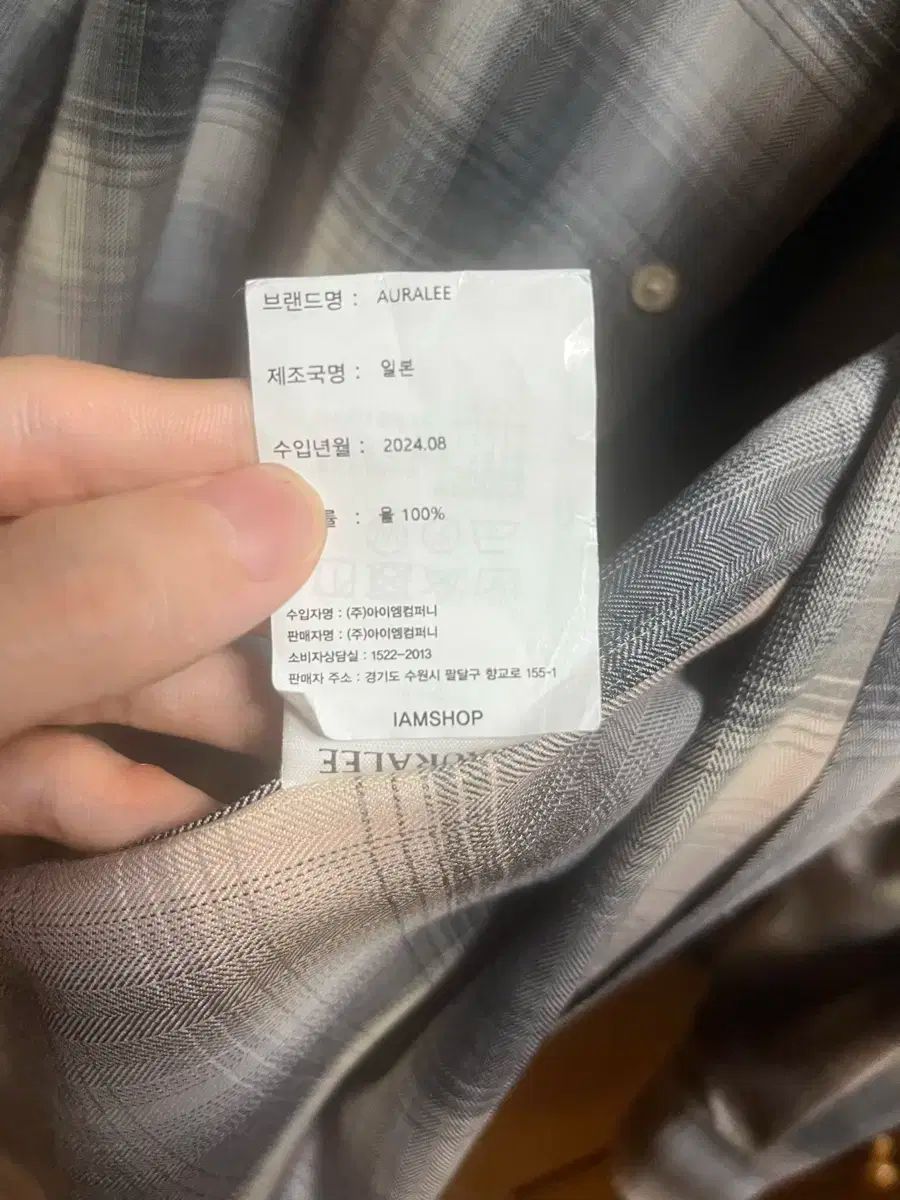 브랜드명 : AURALEE
제조국명 : 일본
수입년월 : 2024.08
률 : 울 100%
수입자명 : (주)아이엠컴퍼니
판매자명 : (주)아이엠컴퍼니
소비자상담실 : 1522-2013
판매자 주소 : 경기도 수원시 팔달구 향교로 155-1
IAMSHOP
AURALEE